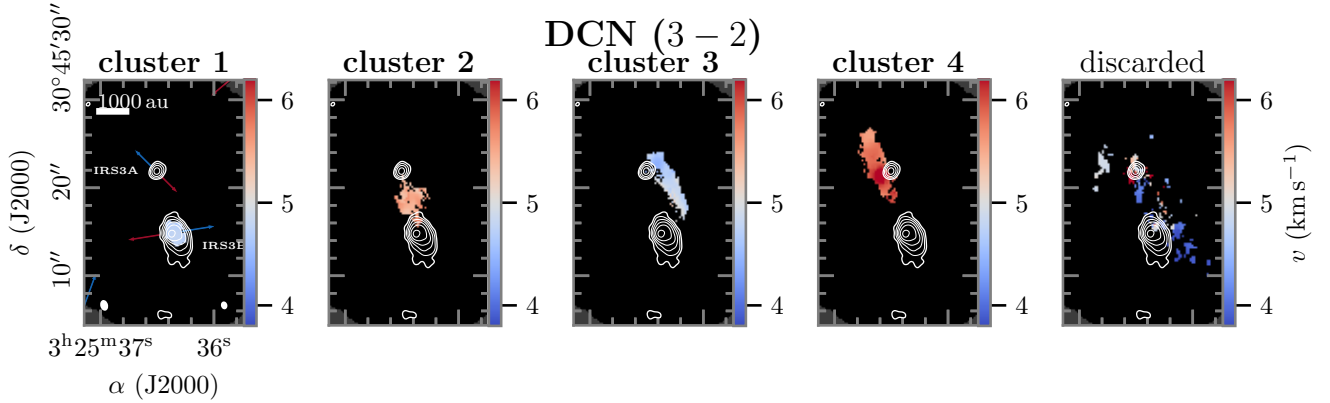 DCN (3 − 2)
cluster 1
cluster 2
cluster 3
cluster 4
discarded
30°45′30″
20″
10″
δ (J2000)
1000 au
IRS3A
IRS3B
6
5
4
6
5
4
6
5
4
6
5
4
6
5
4
v (km s⁻¹)
3ʰ25ᵐ37ˢ
36ˢ
α (J2000)